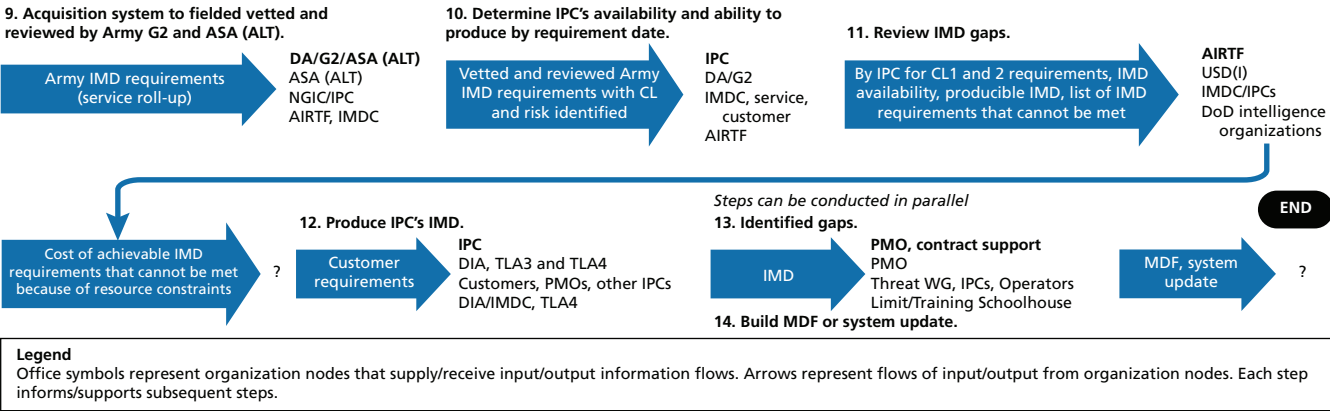 9. Acquisition system to fielded vetted and
reviewed by Army G2 and ASA (ALT).
Army IMD requirements
(service roll-up)
DA/G2/ASA (ALT)
ASA (ALT)
NGIC/IPC
AIRTF, IMDC
10. Determine IPC’s availability and ability to
produce by requirement date.
Vetted and reviewed Army
IMD requirements with CL
and risk identified
IPC
DA/G2
IMDC, service,
customer
AIRTF
11. Review IMD gaps.
By IPC for CL1 and 2 requirements, IMD
availability, producible IMD, list of IMD
requirements that cannot be met
AIRTF
USD(I)
IMDC/IPCs
DoD intelligence
organizations
Cost of achievable IMD
requirements that cannot be met
because of resource constraints
?
12. Produce IPC’s IMD.
Customer
requirements
IPC
DIA, TLA3 and TLA4
Customers, PMOs, other IPCs
DIA/IMDC, TLA4
Steps can be conducted in parallel
13. Identified gaps.
IMD
PMO, contract support
PMO
Threat WG, IPCs, Operators
Limit/Training Schoolhouse
14. Build MDF or system update.
MDF, system
update
?
END
Legend
Office symbols represent organization nodes that supply/receive input/output information flows. Arrows represent flows of input/output from organization nodes. Each step
informs/supports subsequent steps.